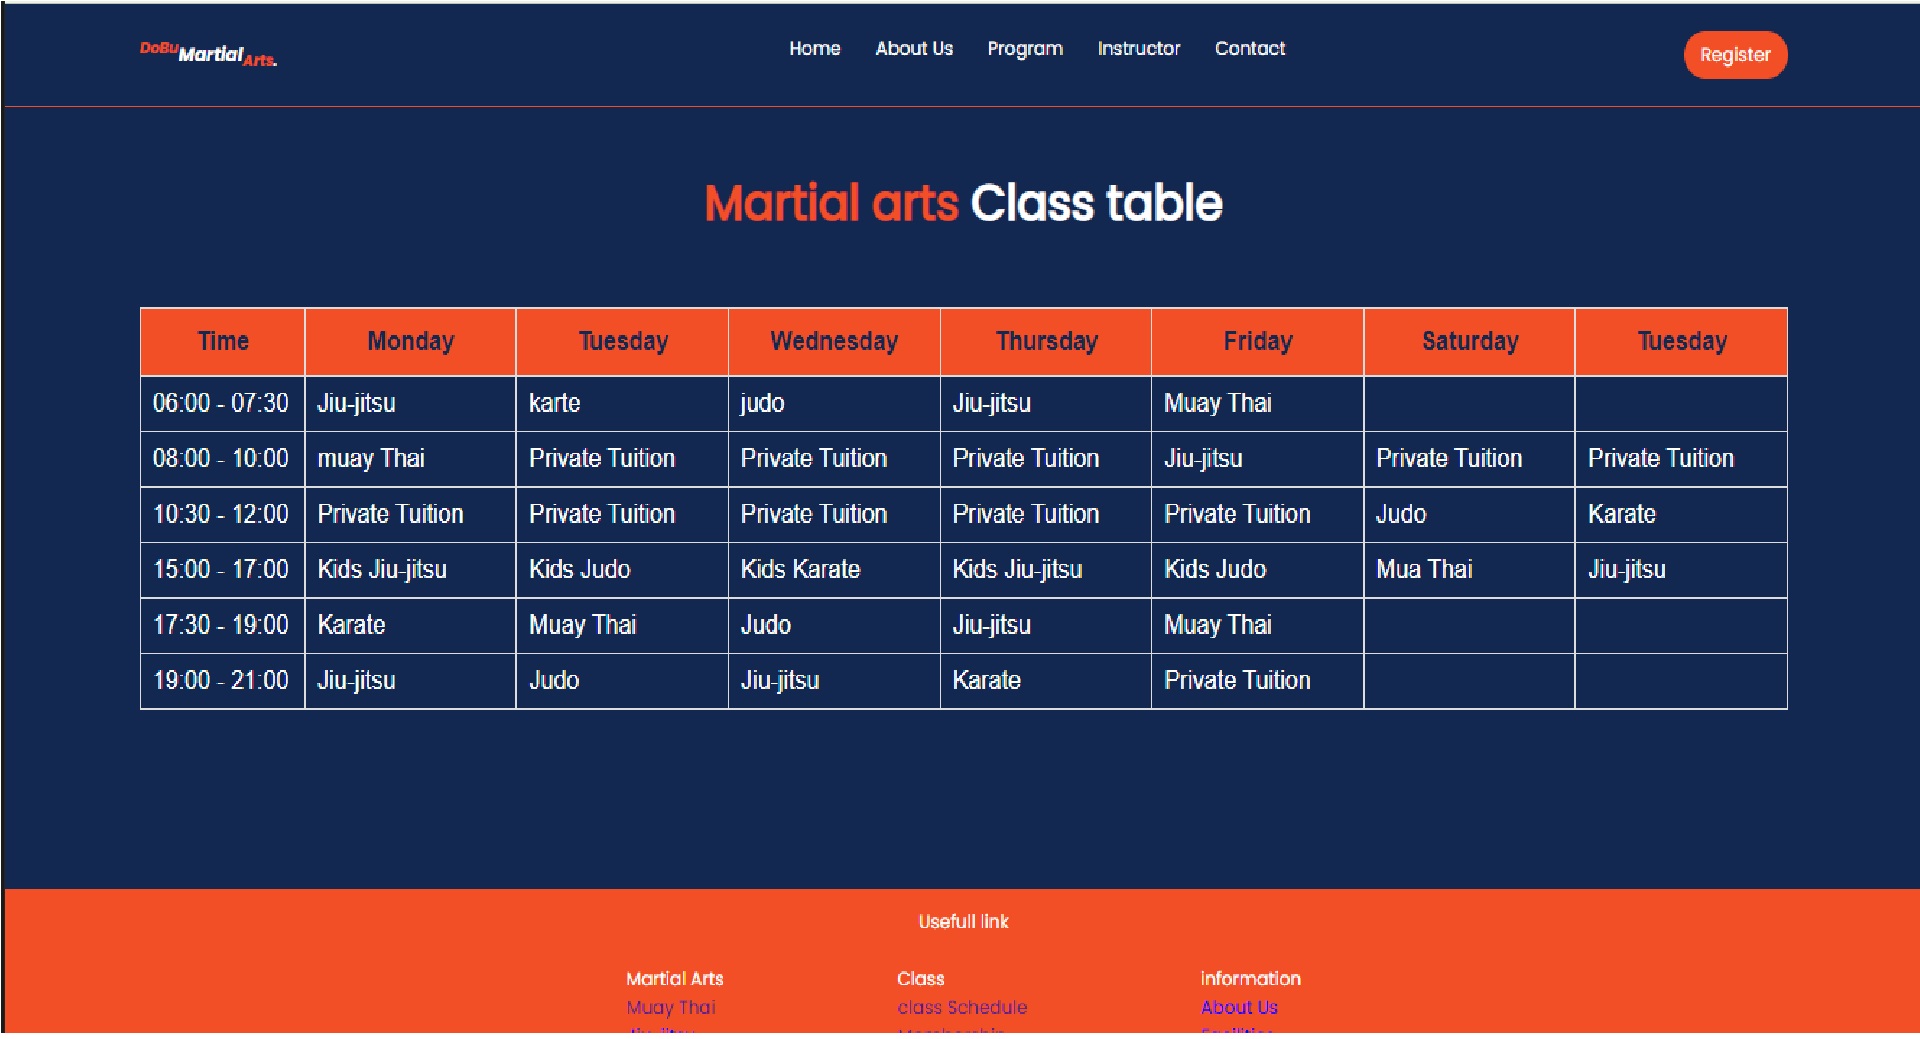 DoBuMartialArts.
Home About Us Program Instructor Contact
Register
Martial arts Class table
Time Monday Tuesday Wednesday Thursday Friday Saturday Tuesday
06:00 - 07:30 Jiu-jitsu karte judo Jiu-jitsu Muay Thai
08:00 - 10:00 muay Thai Private Tuition Private Tuition Private Tuition Jiu-jitsu Private Tuition Private Tuition
10:30 - 12:00 Private Tuition Private Tuition Private Tuition Private Tuition Private Tuition Judo Karate
15:00 - 17:00 Kids Jiu-jitsu Kids Judo Kids Karate Kids Jiu-jitsu Kids Judo Mua Thai Jiu-jitsu
17:30 - 19:00 Karate Muay Thai Judo Jiu-jitsu Muay Thai
19:00 - 21:00 Jiu-jitsu Judo Jiu-jitsu Karate Private Tuition
Usefull link
Martial Arts Class information
Muay Thai class Schedule About Us